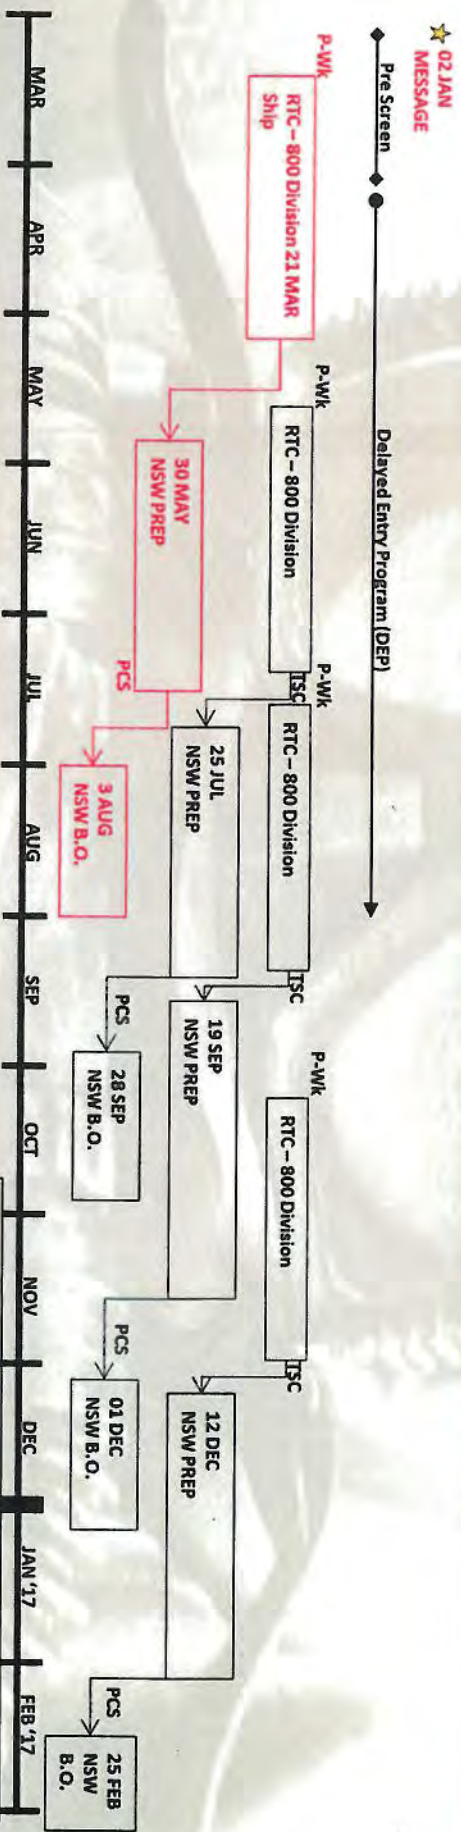 02 JAN
MESSAGE
Pre Screen
Delayed Entry Program (DEP)
P-Wk
RTC – 800 Division 21 MAR
Ship
P-Wk
RTC – 800 Division
TSC
P-Wk
RTC – 800 Division
TSC
P-Wk
RTC – 800 Division
TSC
30 MAY
NSW PREP
PCS
25 JUL
NSW PREP
PCS
19 SEP
NSW PREP
PCS
12 DEC
NSW PREP
PCS
3 AUG
NSW B.O.
28 SEP
NSW B.O.
01 DEC
NSW B.O.
25 FEB
NSW
B.O.
MAR
APR
MAY
JUN
JUL
AUG
SEP
OCT
NOV
DEC
JAN '17
FEB '17